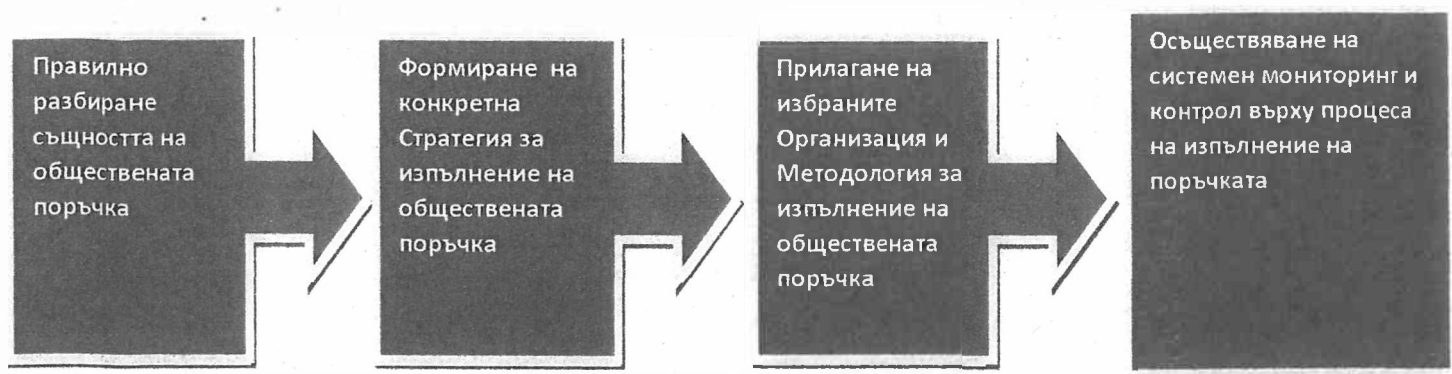 Правилно
разбиране
същността на
обществената
поръчка
Формиране на
конкретна
Стратегия за
изпълнение на
обществената
поръчка
Прилагане на
избраните
Организация и
Методология за
изпълнение на
обществената
поръчка
Осъществяване на
системен мониторинг и
контрол върху процеса
на изпълнение на
поръчката